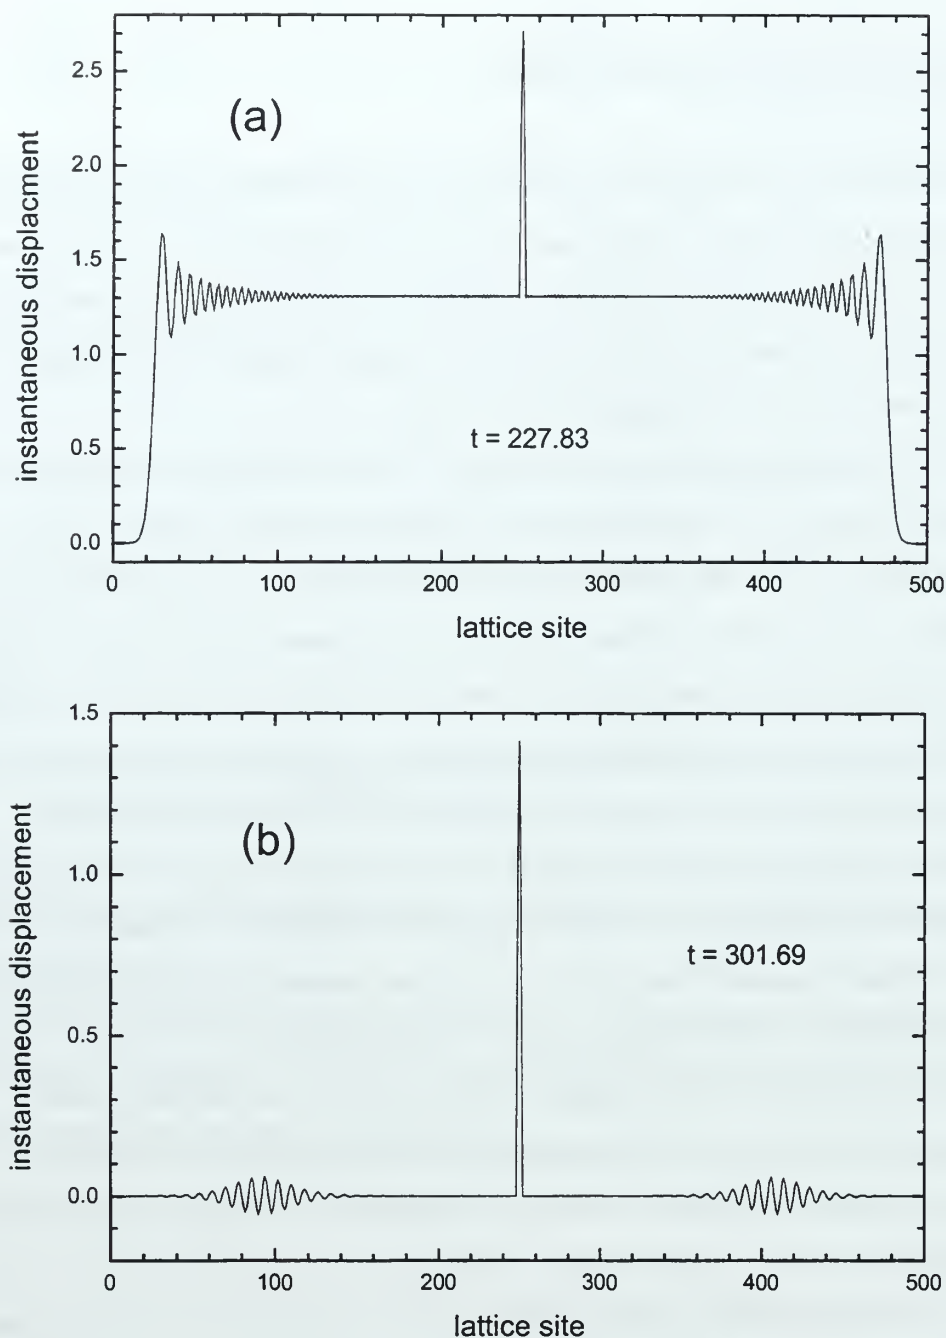 (a)
2.5
2.0
1.5
1.0
0.5
0.0
instantaneous displacment
t = 227.83
0 100 200 300 400 500
lattice site
(b)
1.5
1.0
0.5
0.0
instantaneous displacement
t = 301.69
0 100 200 300 400 500
lattice site